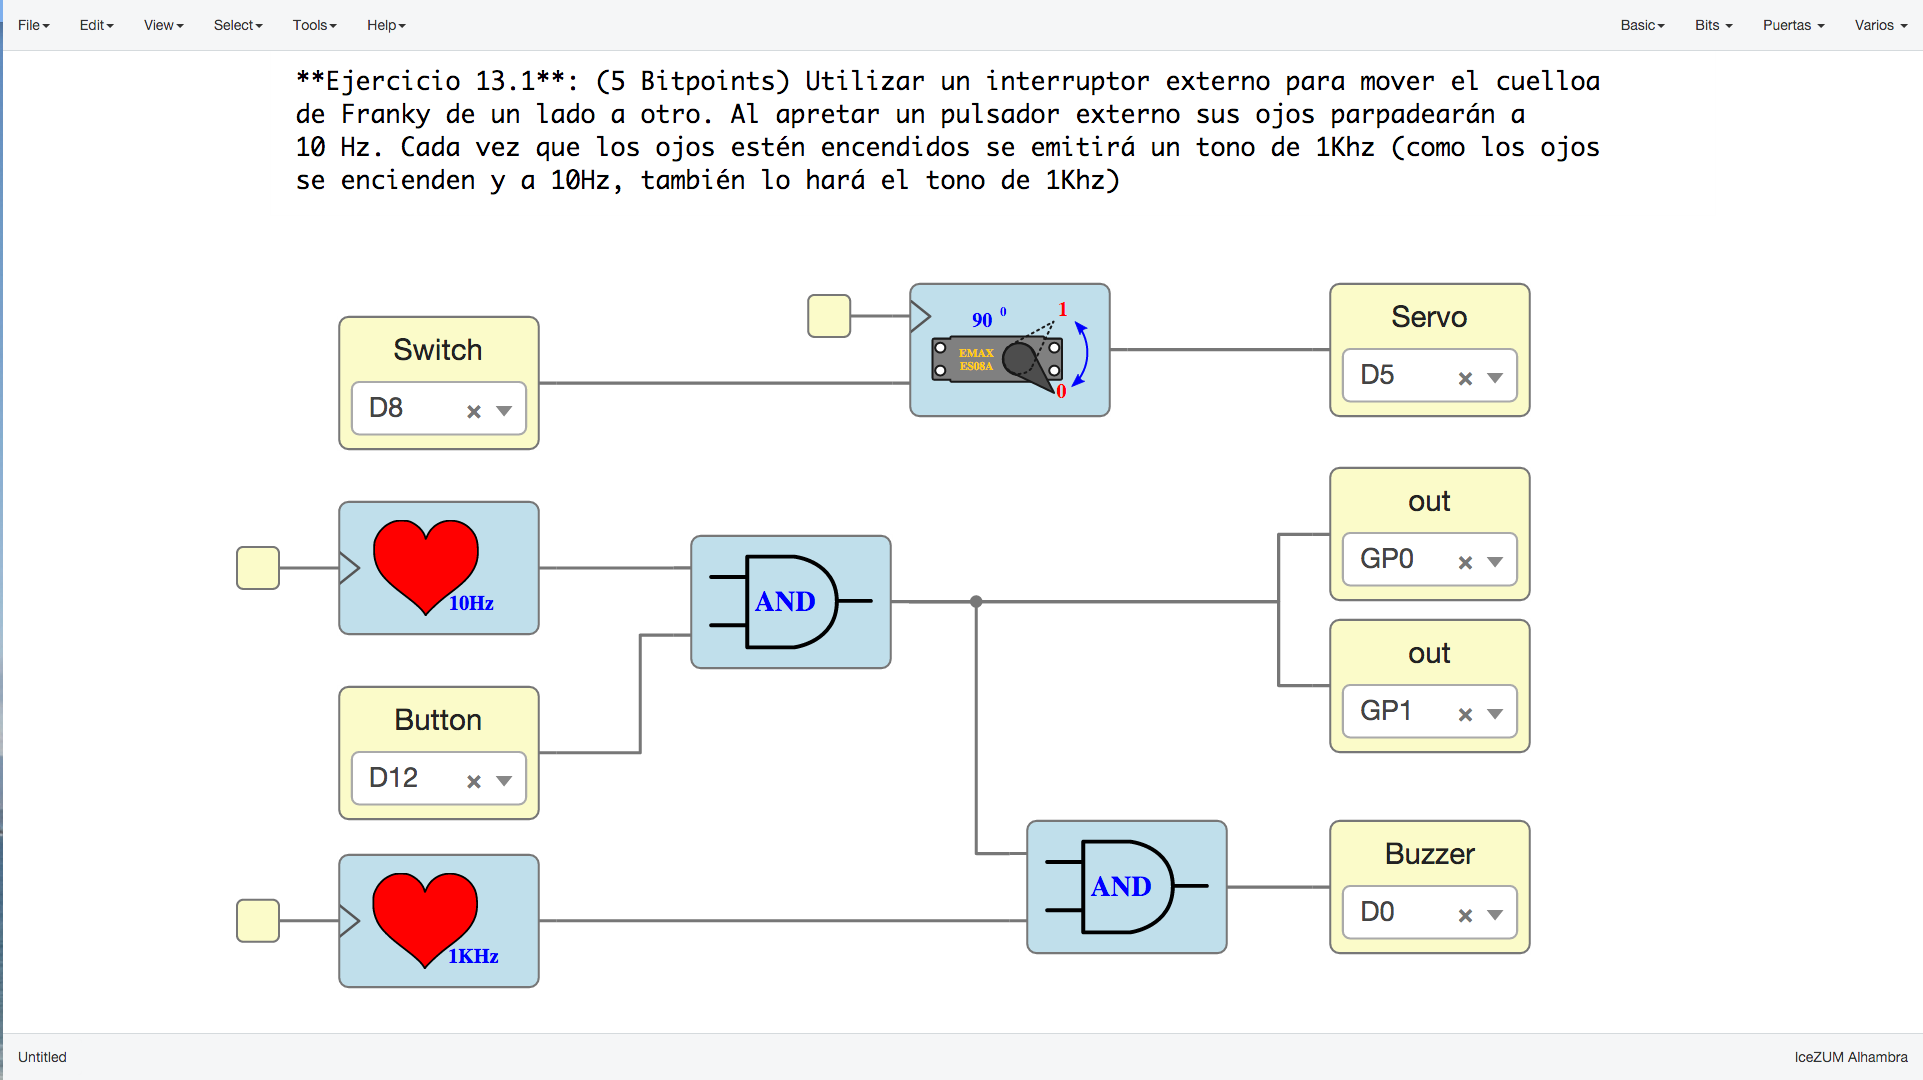 File Edit View Select Tools Help Basic Bits Puertas Varios
**Ejercicio 13.1**: (5 Bitpoints) Utilizar un interruptor externo para mover el cuelloa
de Franky de un lado a otro. Al apretar un pulsador externo sus ojos parpadearán a
10 Hz. Cada vez que los ojos estén encendidos se emitirá un tono de 1Khz (como los ojos
se encienden y a 10Hz, también lo hará el tono de 1Khz)
Switch
D8
90 0
1
EMAX
ES08A
0
Servo
D5
10Hz
AND
out
GP0
out
GP1
Button
D12
1KHz
AND
Buzzer
D0
Untitled
IceZUM Alhambra